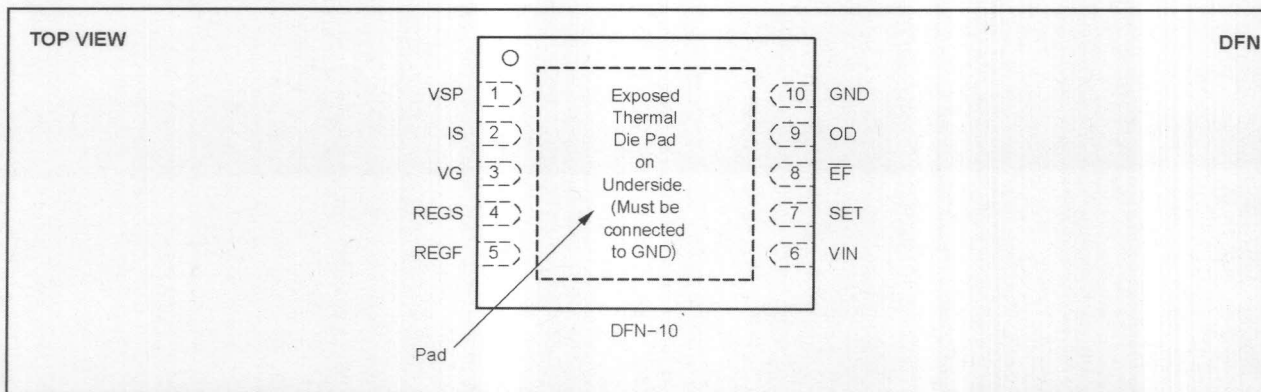 TOP VIEW
DFN
VSP 1
IS 2
VG 3
REGS 4
REGF 5
Exposed
Thermal
Die Pad
on
Underside.
(Must be
connected
to GND)
10 GND
9 OD
8 E̅F̅
7 SET
6 VIN
DFN−10
Pad